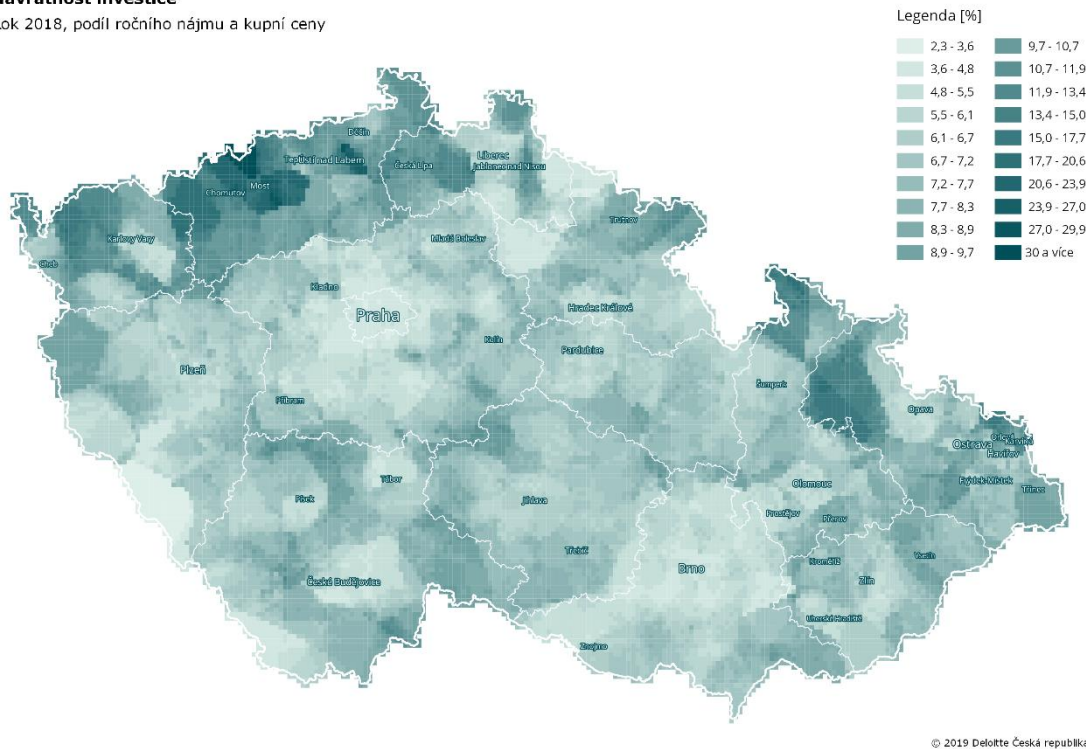 návratnost investice
Rok 2018, podíl ročního nájmu a kupní ceny
Legenda [%]
2,3 - 3,6
3,6 - 4,8
4,8 - 5,5
5,5 - 6,1
6,1 - 6,7
6,7 - 7,2
7,2 - 7,7
7,7 - 8,3
8,3 - 8,9
8,9 - 9,7
9,7 - 10,7
10,7 - 11,9
11,9 - 13,4
13,4 - 15,0
15,0 - 17,7
17,7 - 20,6
20,6 - 23,9
23,9 - 27,0
27,0 - 29,9
30 a více
Děčín
Ústí nad Labem
Česká Lípa
Liberec
Jablonec nad Nisou
Most
Chomutov
Trutnov
Karlovy Vary
Mladá Boleslav
Cheb
Kladno
Hradec Králové
Praha
Kolín
Pardubice
Plzeň
Šumperk
Příbram
Opava
Ostrava
Havířov
Tábor
Frýdek-Místek
Olomouc
Třinec
Písek
Jihlava
Prostějov
Přerov
Třebíč
Vsetín
Kroměříž
Brno
České Budějovice
Zlín
Uherské Hradiště
Znojmo
© 2019 Deloitte Česká republika